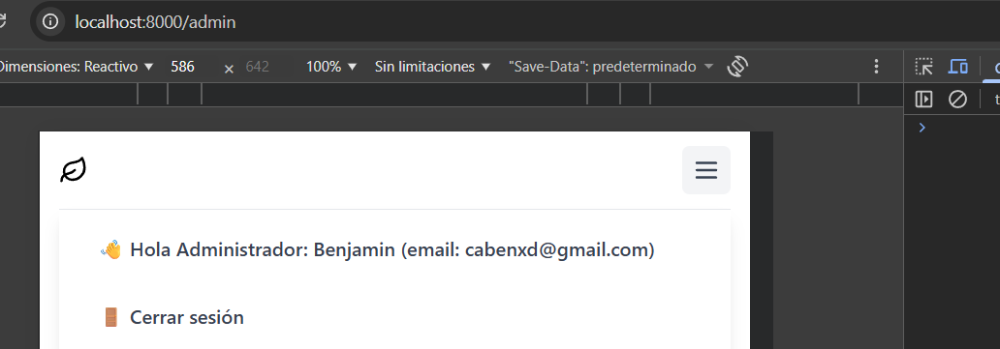 localhost:8000/admin
Dimensiones: Reactivo 586 × 642 100% Sin limitaciones "Save-Data": predeterminado
👋 Hola Administrador: Benjamin (email: cabenxd@gmail.com)
🚪 Cerrar sesión